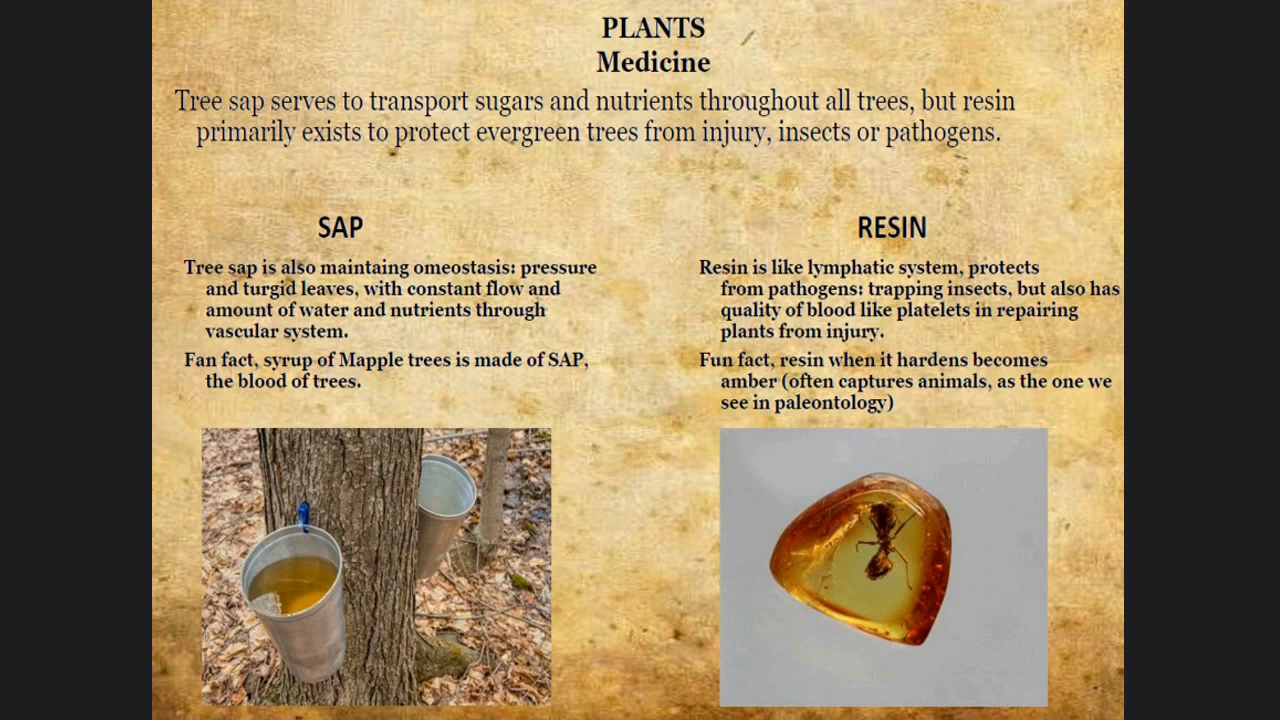 PLANTS
Medicine
Tree sap serves to transport sugars and nutrients throughout all trees, but resin
primarily exists to protect evergreen trees from injury, insects or pathogens.
SAP
Tree sap is also maintaing omeostasis: pressure
and turgid leaves, with constant flow and
amount of water and nutrients through
vascular system.
Fan fact, syrup of Mapple trees is made of SAP,
the blood of trees.
RESIN
Resin is like lymphatic system, protects
from pathogens: trapping insects, but also has
quality of blood like platelets in repairing
plants from injury.
Fun fact, resin when it hardens becomes
amber (often captures animals, as the one we
see in paleontology)